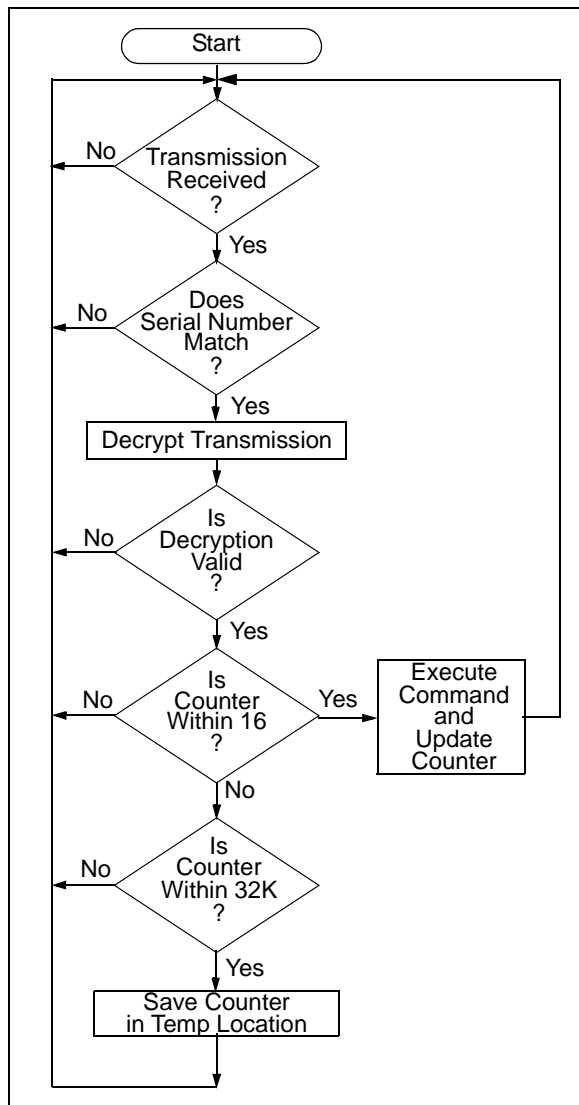 Start
No
Transmission
Received
?
Yes
No
Does
Serial Number
Match
?
Yes
Decrypt Transmission
No
Is
Decryption
Valid
?
Yes
No
Is
Counter
Within 16
?
Yes
Execute
Command
and
Update
Counter
No
No
Is
Counter
Within 32K
?
Yes
Save Counter
in Temp Location